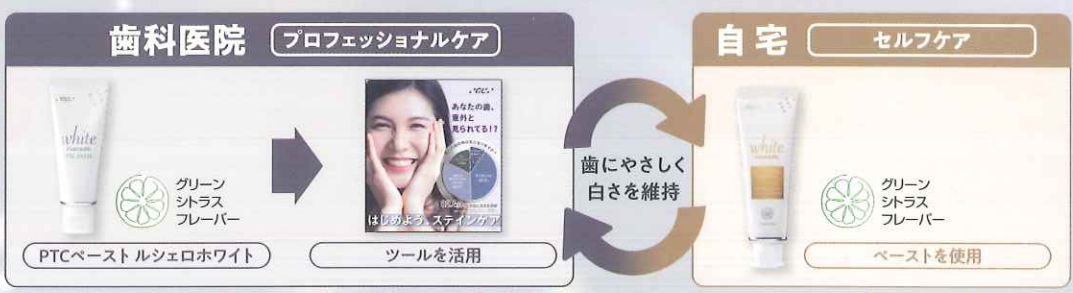 歯科医院 プロフェッショナルケア
white
グリーン
シトラス
フレーバー
PTCペースト ルシェロホワイト
あなたの歯、
意外と
見られてる!?
はじめよう、ステインケア
ツールを活用
歯にやさしく
白さを維持
自宅 セルフケア
white
グリーン
シトラス
フレーバー
ペーストを使用